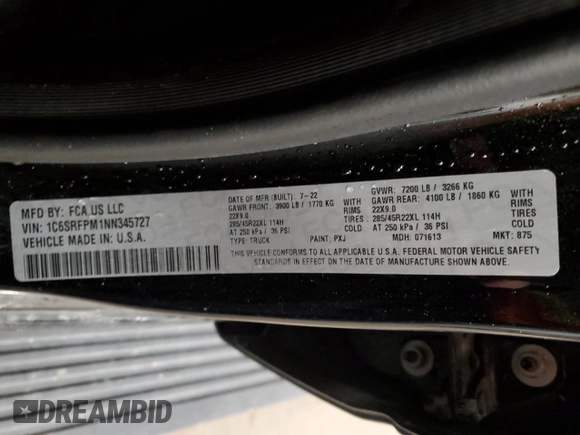 MFD BY: FCA US LLC
VIN: 1C6SRFPM1NN345727
VEHICLE MADE IN U.S.A.
DATE OF MFR (BUILT): 7-22
GAWR FRONT: 3900 LB / 1770 KG
22X9.0 RIMS
285/45R22XL 114H TIRES
AT 250 kPa / 36 PSI COLD
TYPE: TRUCK PAINT: PXJ
GVWR: 7200 LB / 3266 KG
GAWR REAR: 4100 LB / 1860 KG
22X9.0 RIMS
285/45R22XL 114H TIRES
AT 250 kPa / 36 PSI COLD
MDH: 071613 MKT: 875
THIS VEHICLE CONFORMS TO ALL APPLICABLE U.S.A. FEDERAL MOTOR VEHICLE SAFETY
STANDARDS IN EFFECT ON THE DATE OF MANUFACTURE SHOWN ABOVE.
DREAMBID